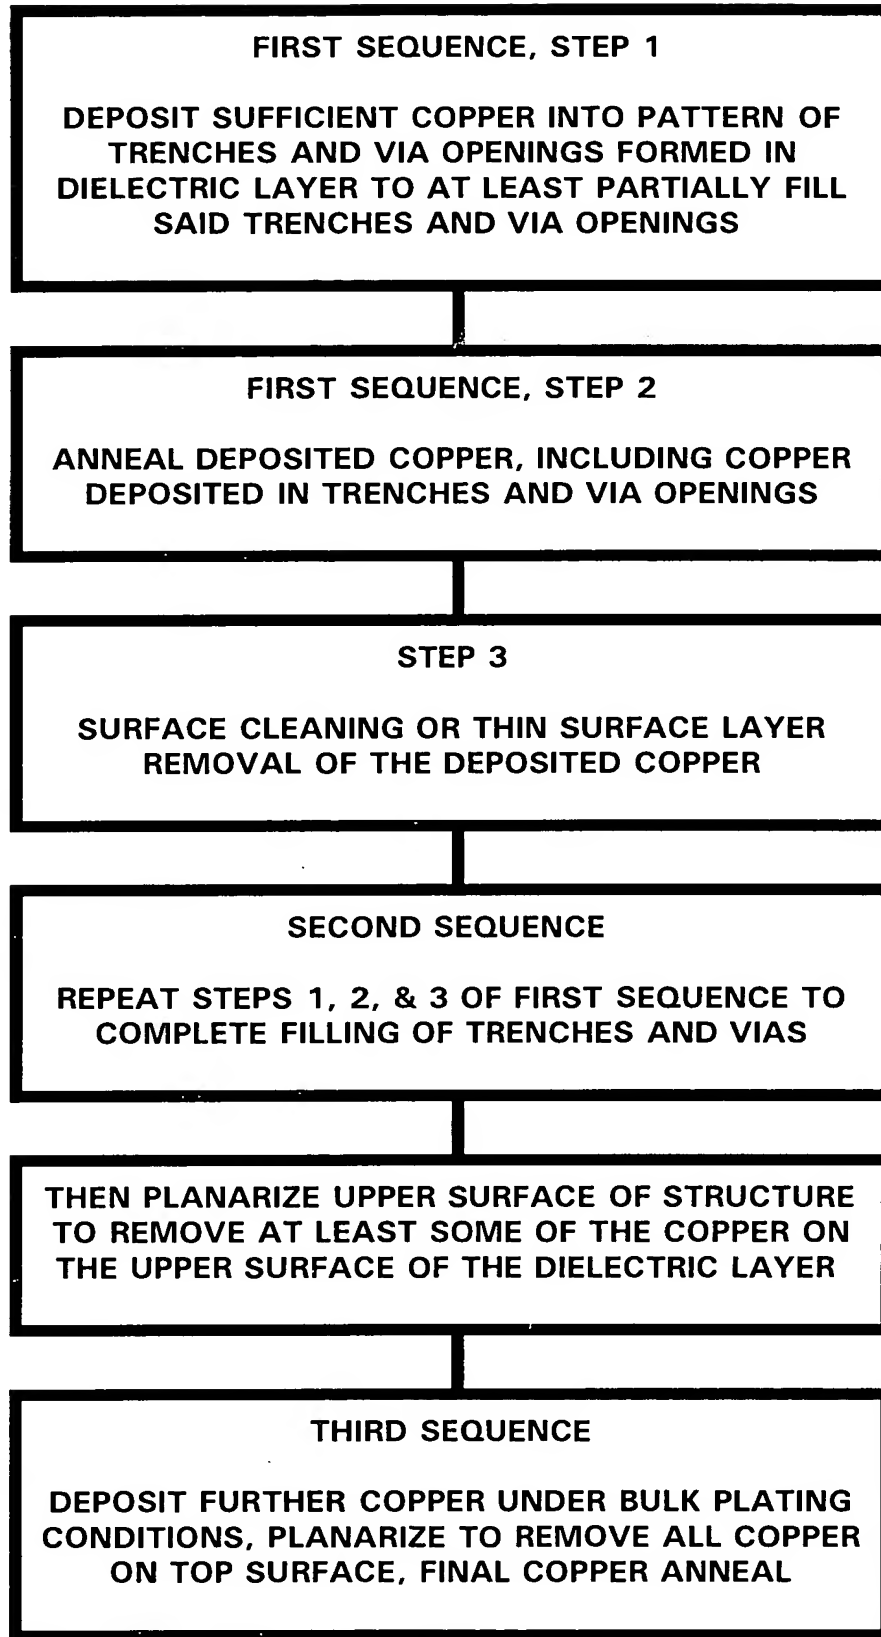 FIRST SEQUENCE, STEP 1
DEPOSIT SUFFICIENT COPPER INTO PATTERN OF
TRENCHES AND VIA OPENINGS FORMED IN
DIELECTRIC LAYER TO AT LEAST PARTIALLY FILL
SAID TRENCHES AND VIA OPENINGS
FIRST SEQUENCE, STEP 2
ANNEAL DEPOSITED COPPER, INCLUDING COPPER
DEPOSITED IN TRENCHES AND VIA OPENINGS
STEP 3
SURFACE CLEANING OR THIN SURFACE LAYER
REMOVAL OF THE DEPOSITED COPPER
SECOND SEQUENCE
REPEAT STEPS 1, 2, & 3 OF FIRST SEQUENCE TO
COMPLETE FILLING OF TRENCHES AND VIAS
THEN PLANARIZE UPPER SURFACE OF STRUCTURE
TO REMOVE AT LEAST SOME OF THE COPPER ON
THE UPPER SURFACE OF THE DIELECTRIC LAYER
THIRD SEQUENCE
DEPOSIT FURTHER COPPER UNDER BULK PLATING
CONDITIONS, PLANARIZE TO REMOVE ALL COPPER
ON TOP SURFACE, FINAL COPPER ANNEAL